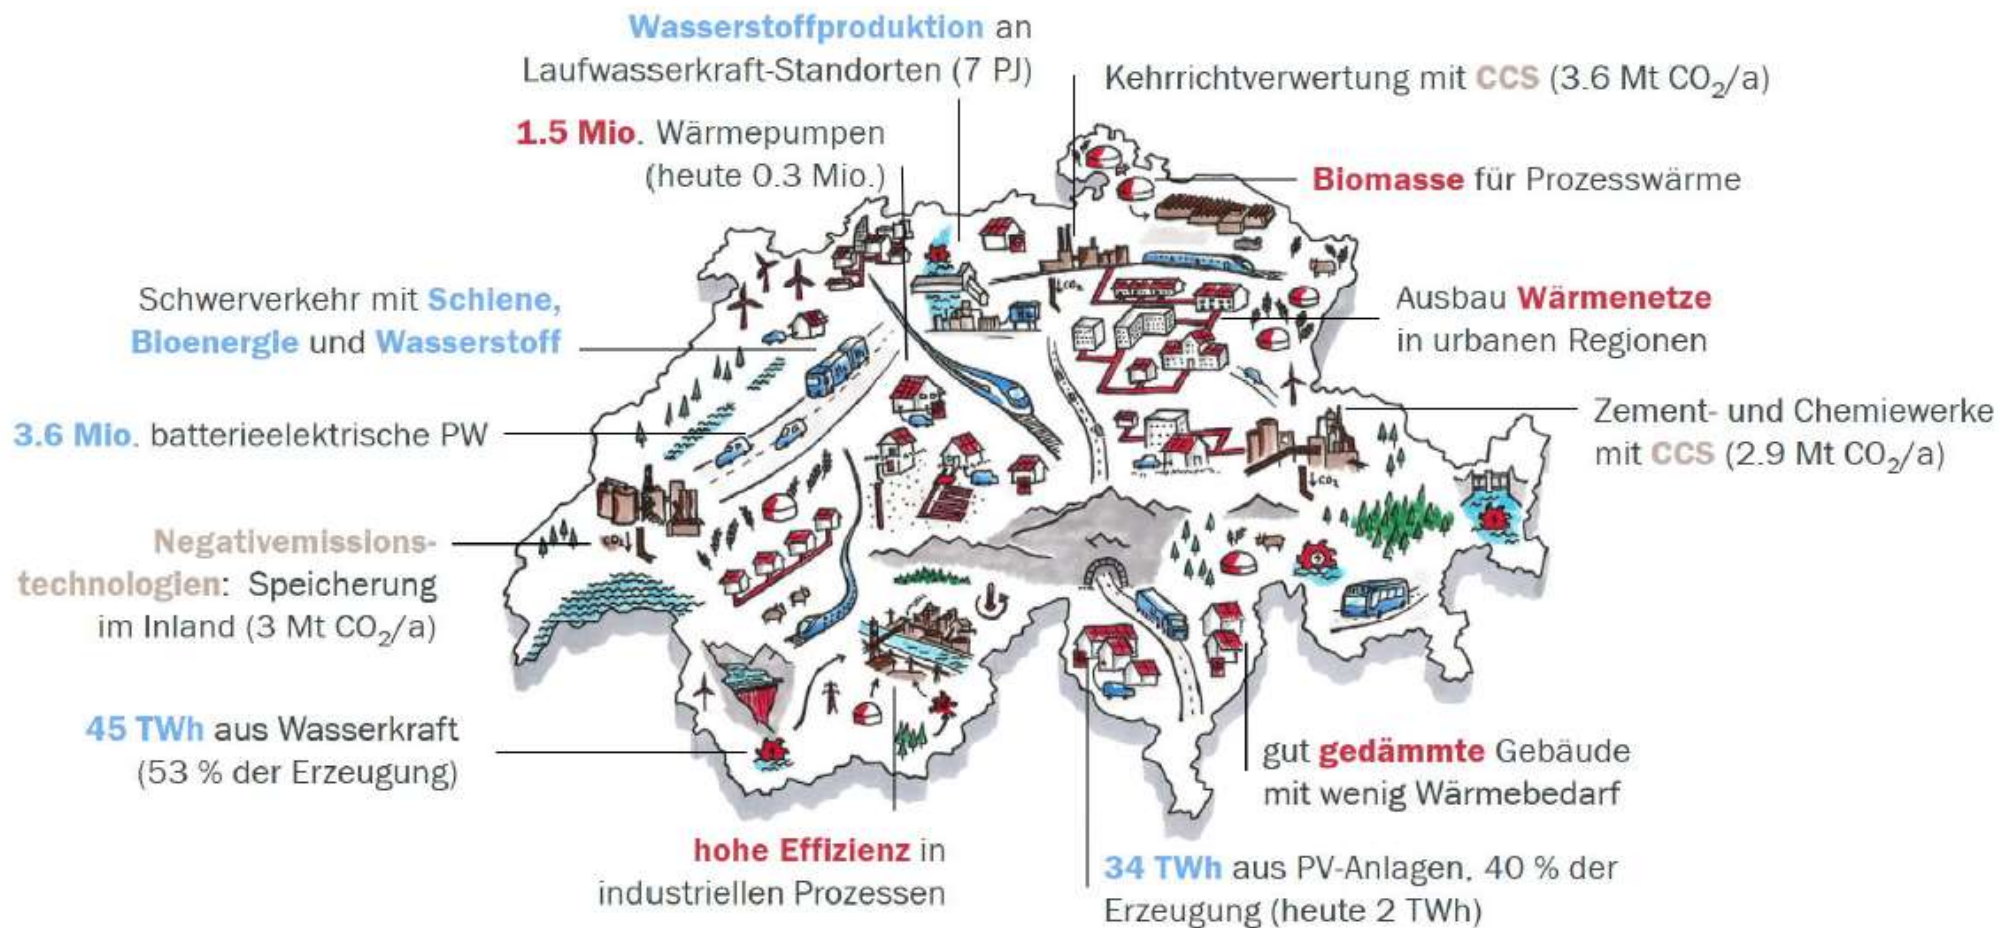 Wasserstoffproduktion an
Laufwasserkraft-Standorten (7 PJ)
Kehrrichtverwertung mit CCS (3.6 Mt CO₂/a)
1.5 Mio. Wärmepumpen
(heute 0.3 Mio.)
Biomasse für Prozesswärme
Schwerverkehr mit Schiene,
Bioenergie und Wasserstoff
Ausbau Wärmenetze
in urbanen Regionen
3.6 Mio. batterieelektrische PW
Zement- und Chemiewerke
mit CCS (2.9 Mt CO₂/a)
Negativemissions-
technologien: Speicherung
im Inland (3 Mt CO₂/a)
45 TWh aus Wasserkraft
(53 % der Erzeugung)
gut gedämmte Gebäude
mit wenig Wärmebedarf
hohe Effizienz in
industriellen Prozessen
34 TWh aus PV-Anlagen, 40 % der
Erzeugung (heute 2 TWh)
CO₂
CO₂
CO₂